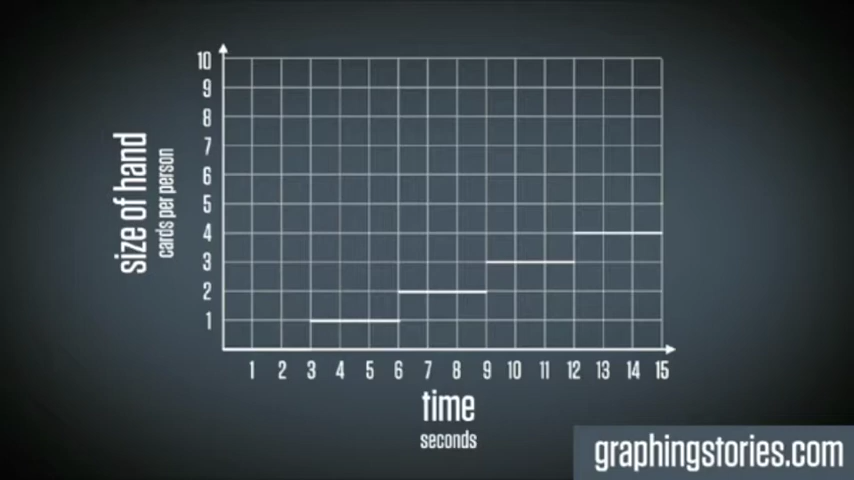 10
9
8
7
6
5
4
3
2
1
size of hand
cards per person
1 2 3 4 5 6 7 8 9 10 11 12 13 14 15
time
seconds
graphingstories.com